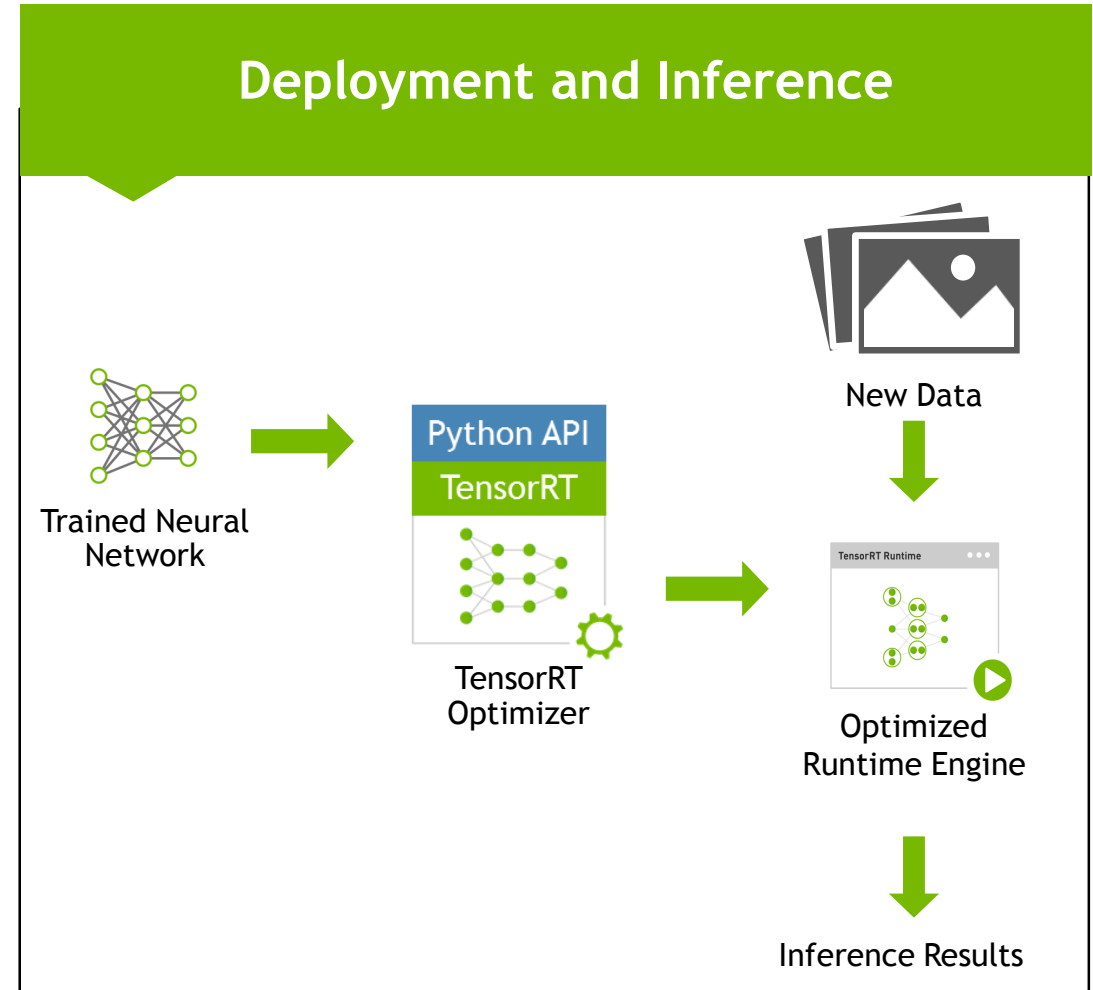 Deployment and Inference
New Data
Python API
TensorRT
Trained Neural
Network
TensorRT Runtime
TensorRT
Optimizer
Optimized
Runtime Engine
Inference Results